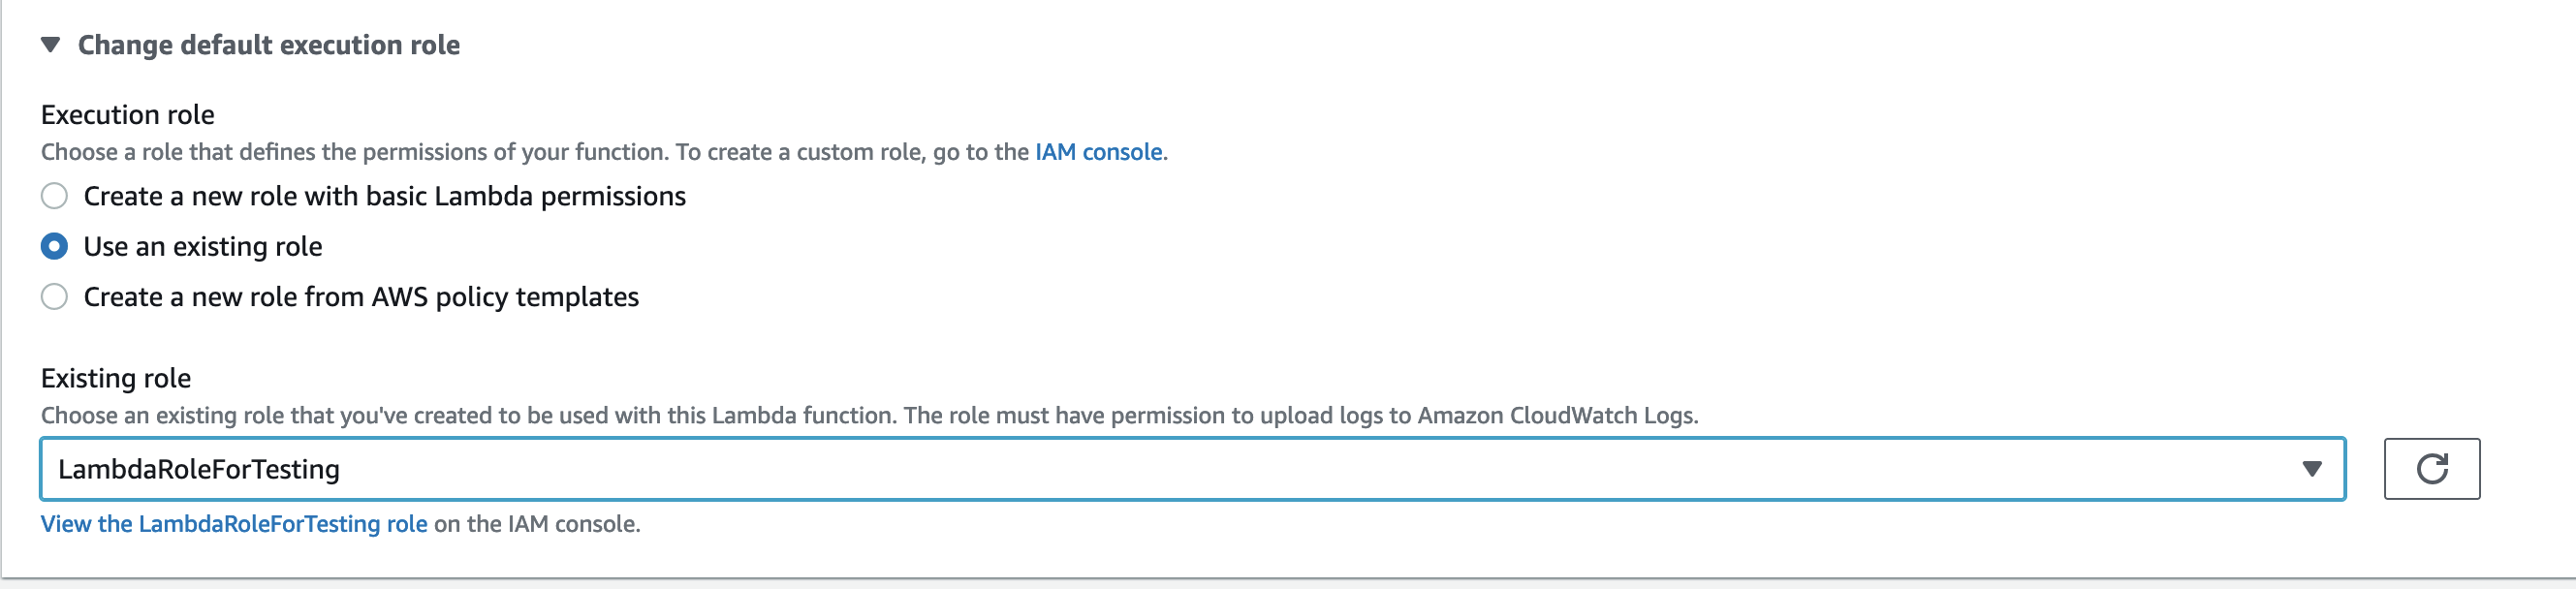 Change default execution role
Execution role
Choose a role that defines the permissions of your function. To create a custom role, go to the IAM console.
Create a new role with basic Lambda permissions
Use an existing role
Create a new role from AWS policy templates
Existing role
Choose an existing role that you've created to be used with this Lambda function. The role must have permission to upload logs to Amazon CloudWatch Logs.
LambdaRoleForTesting
View the LambdaRoleForTesting role on the IAM console.